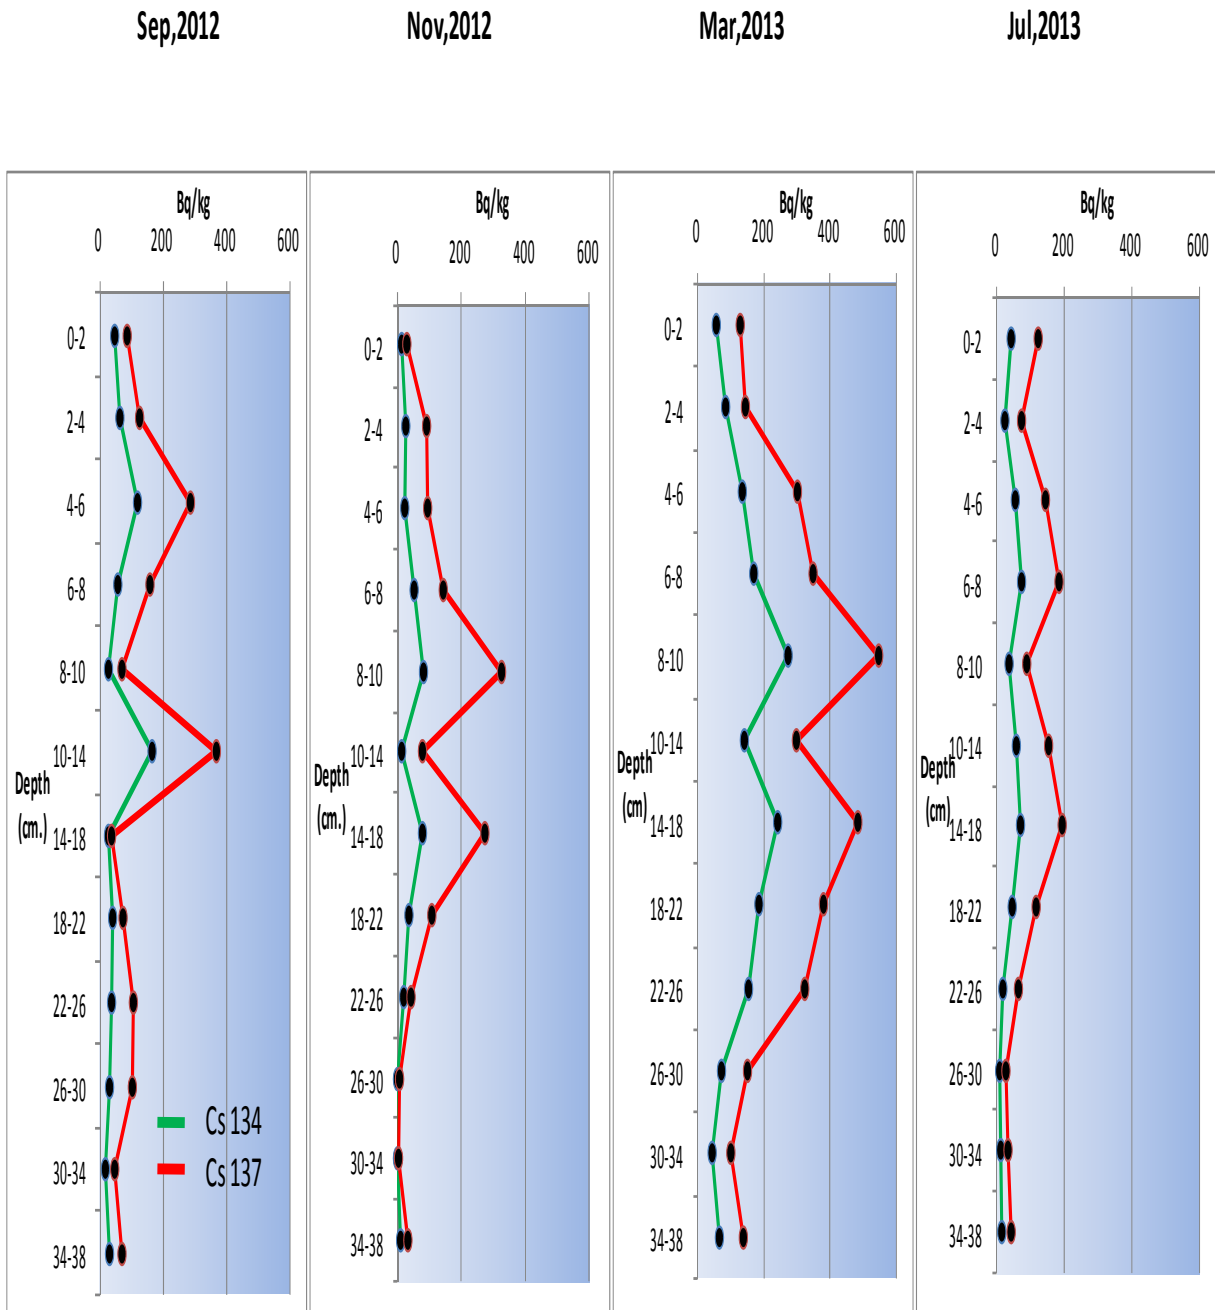 Sep,2012 Nov,2012 Mar,2013 Jul,2013
Bq/kg
0 200 400 600
0-2
2-4
4-6
6-8
8-10
10-14
14-18
18-22
22-26
26-30
30-34
34-38
Depth
(cm.)
Cs 134
Cs 137
Bq/kg
0 200 400 600
0-2
2-4
4-6
6-8
8-10
10-14
14-18
18-22
22-26
26-30
30-34
34-38
Depth
(cm.)
Bq/kg
0 200 400 600
0-2
2-4
4-6
6-8
8-10
10-14
14-18
18-22
22-26
26-30
30-34
34-38
Depth
(cm)
Bq/kg
0 200 400 600
0-2
2-4
4-6
6-8
8-10
10-14
14-18
18-22
22-26
26-30
30-34
34-38
Depth
(cm)